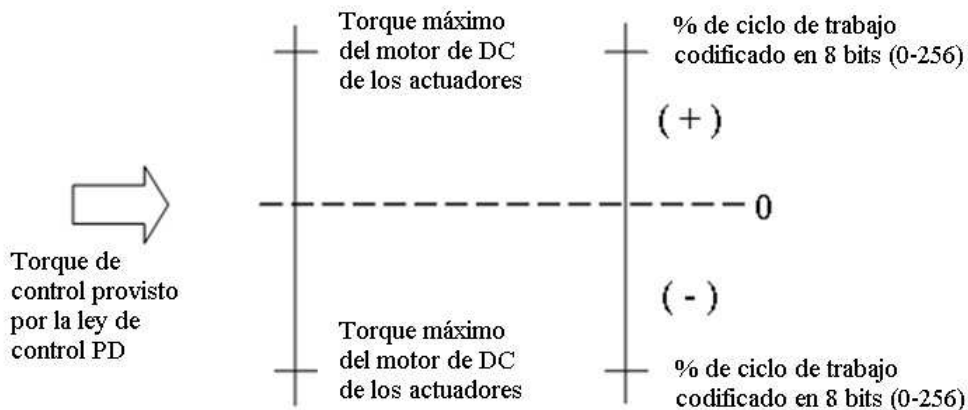 Torque máximo
del motor de DC
de los actuadores
% de ciclo de trabajo
codificado en 8 bits (0-256)
( + )
0
Torque de
control provisto
por la ley de
control PD
( - )
Torque máximo
del motor de DC
de los actuadores
% de ciclo de trabajo
codificado en 8 bits (0-256)